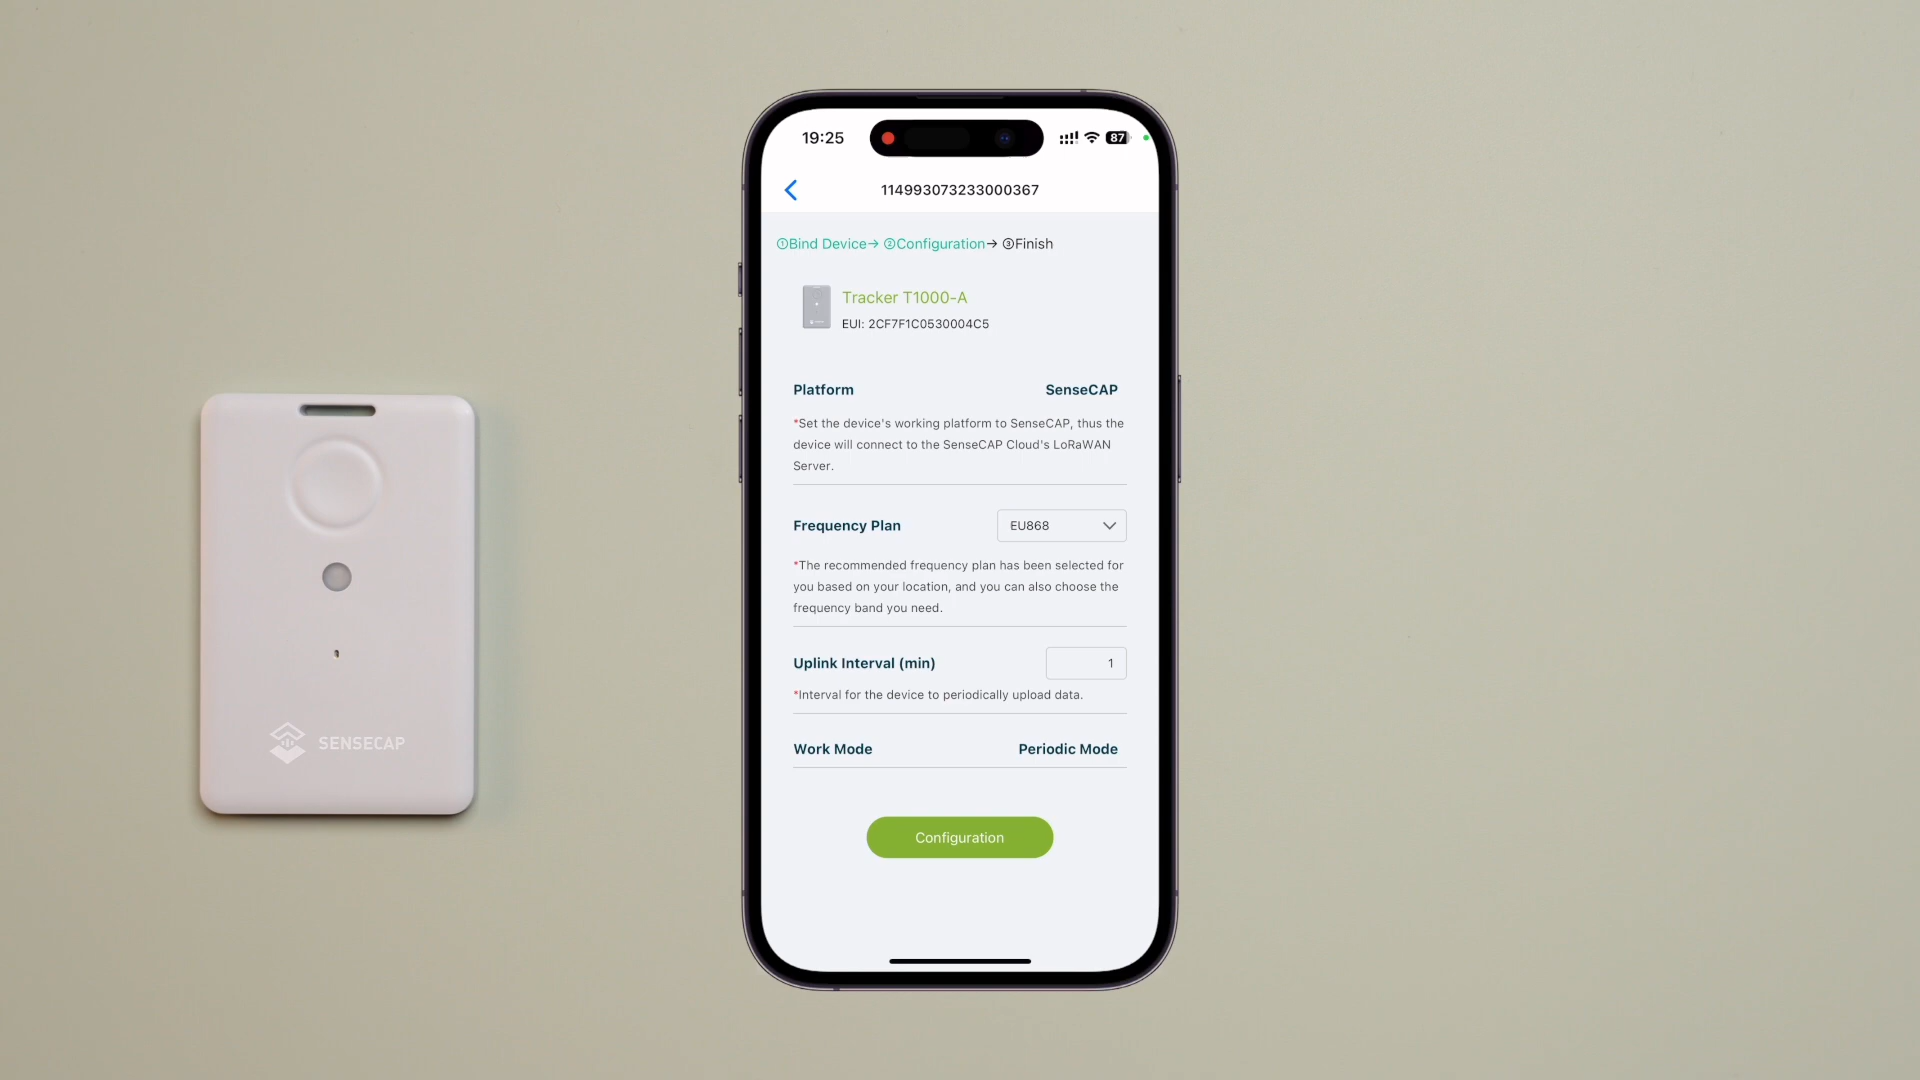 19:25
87
114993073233000367
①Bind Device→ ②Configuration→ ③Finish
Tracker T1000-A
EUI: 2CF7F1C0530004C5
Platform SenseCAP
*Set the device's working platform to SenseCAP, thus the
device will connect to the SenseCAP Cloud's LoRaWAN
Server.
Frequency Plan EU868
*The recommended frequency plan has been selected for
you based on your location, and you can also choose the
frequency band you need.
Uplink Interval (min) 1
*Interval for the device to periodically upload data.
Work Mode Periodic Mode
Configuration
SENSECAP